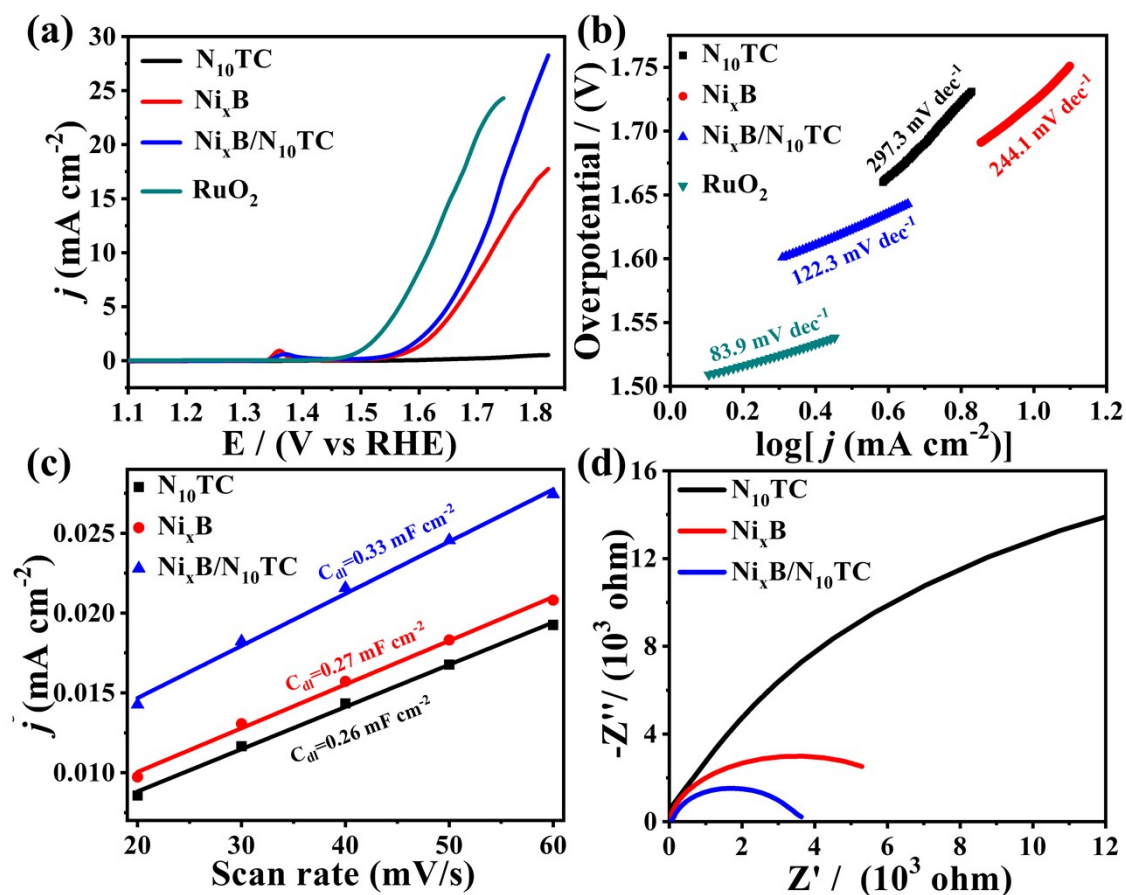 (a)
N₁₀TC
NiₓB
NiₓB/N₁₀TC
RuO₂
30
25
20
15
10
5
0
j (mA cm⁻²)
1.1 1.2 1.3 1.4 1.5 1.6 1.7 1.8
E / (V vs RHE)
(b)
N₁₀TC
NiₓB
NiₓB/N₁₀TC
RuO₂
297.3 mV dec⁻¹
244.1 mV dec⁻¹
122.3 mV dec⁻¹
83.9 mV dec⁻¹
1.75
1.70
1.65
1.60
1.55
1.50
Overpotential / (V)
0.0 0.2 0.4 0.6 0.8 1.0 1.2
log[ j (mA cm⁻²)]
(c)
N₁₀TC
NiₓB
NiₓB/N₁₀TC
C_dl=0.33 mF cm⁻²
C_dl=0.27 mF cm⁻²
C_dl=0.26 mF cm⁻²
0.025
0.020
0.015
0.010
j (mA cm⁻²)
20 30 40 50 60
Scan rate (mV/s)
(d)
N₁₀TC
NiₓB
NiₓB/N₁₀TC
16
12
8
4
0
-Z''/ (10³ ohm)
0 2 4 6 8 10 12
Z' / (10³ ohm)